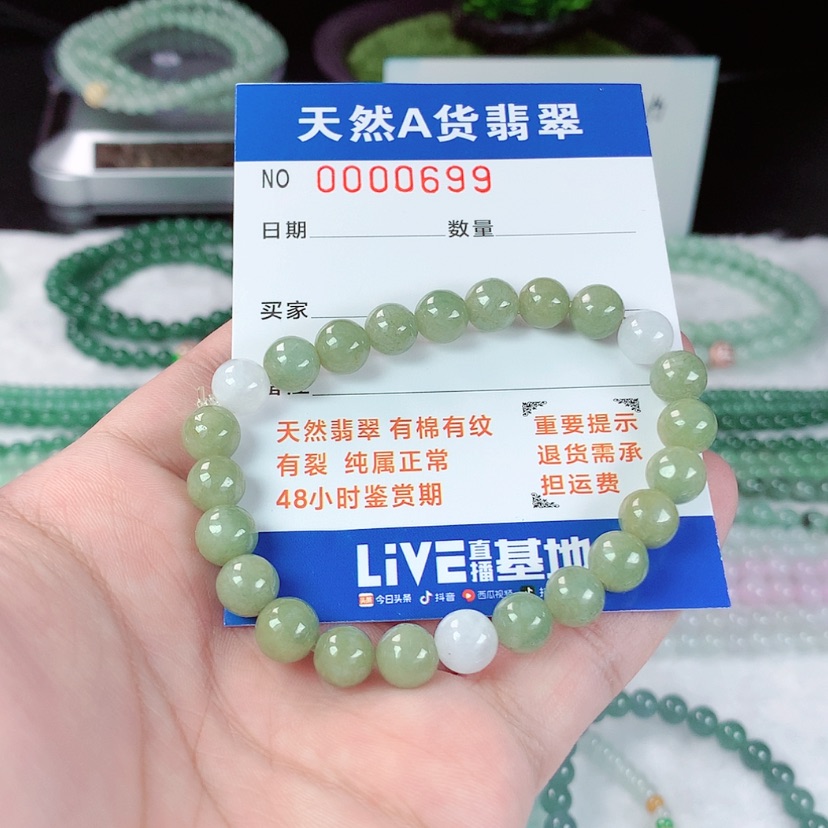 天然A货翡翠
NO 0000699
日期 数量
买家
天然翡翠 有棉有纹
有裂 纯属正常
48小时鉴赏期
重要提示
退货需承
担运费
LiVE直播基地
今日头条 抖音 西瓜视频